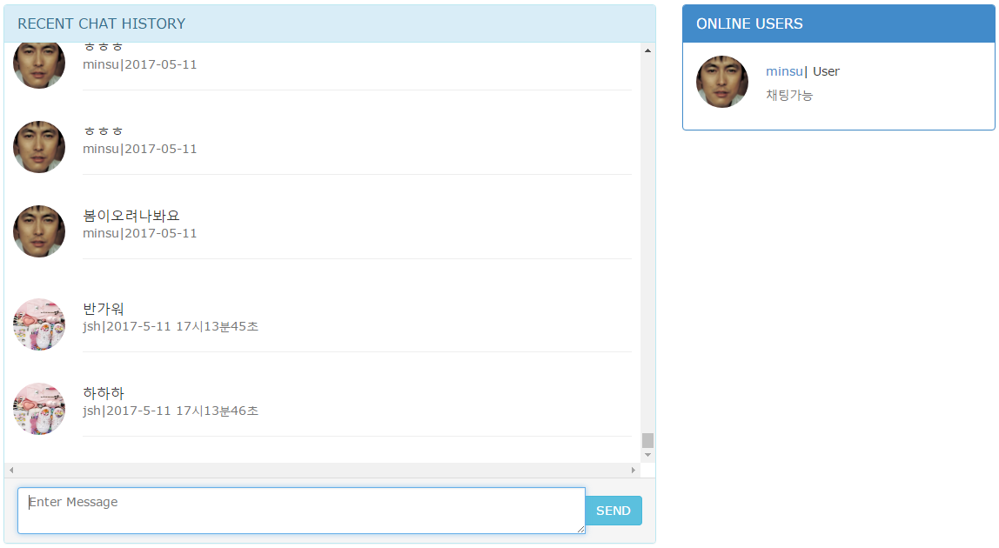 RECENT CHAT HISTORY
ㅎㅎㅎ
minsu|2017-05-11
ㅎㅎㅎ
minsu|2017-05-11
봄이오려나봐요
minsu|2017-05-11
반가워
jsh|2017-5-11 17시13분45초
하하하
jsh|2017-5-11 17시13분46초
Enter Message
SEND
ONLINE USERS
minsu| User
채팅가능